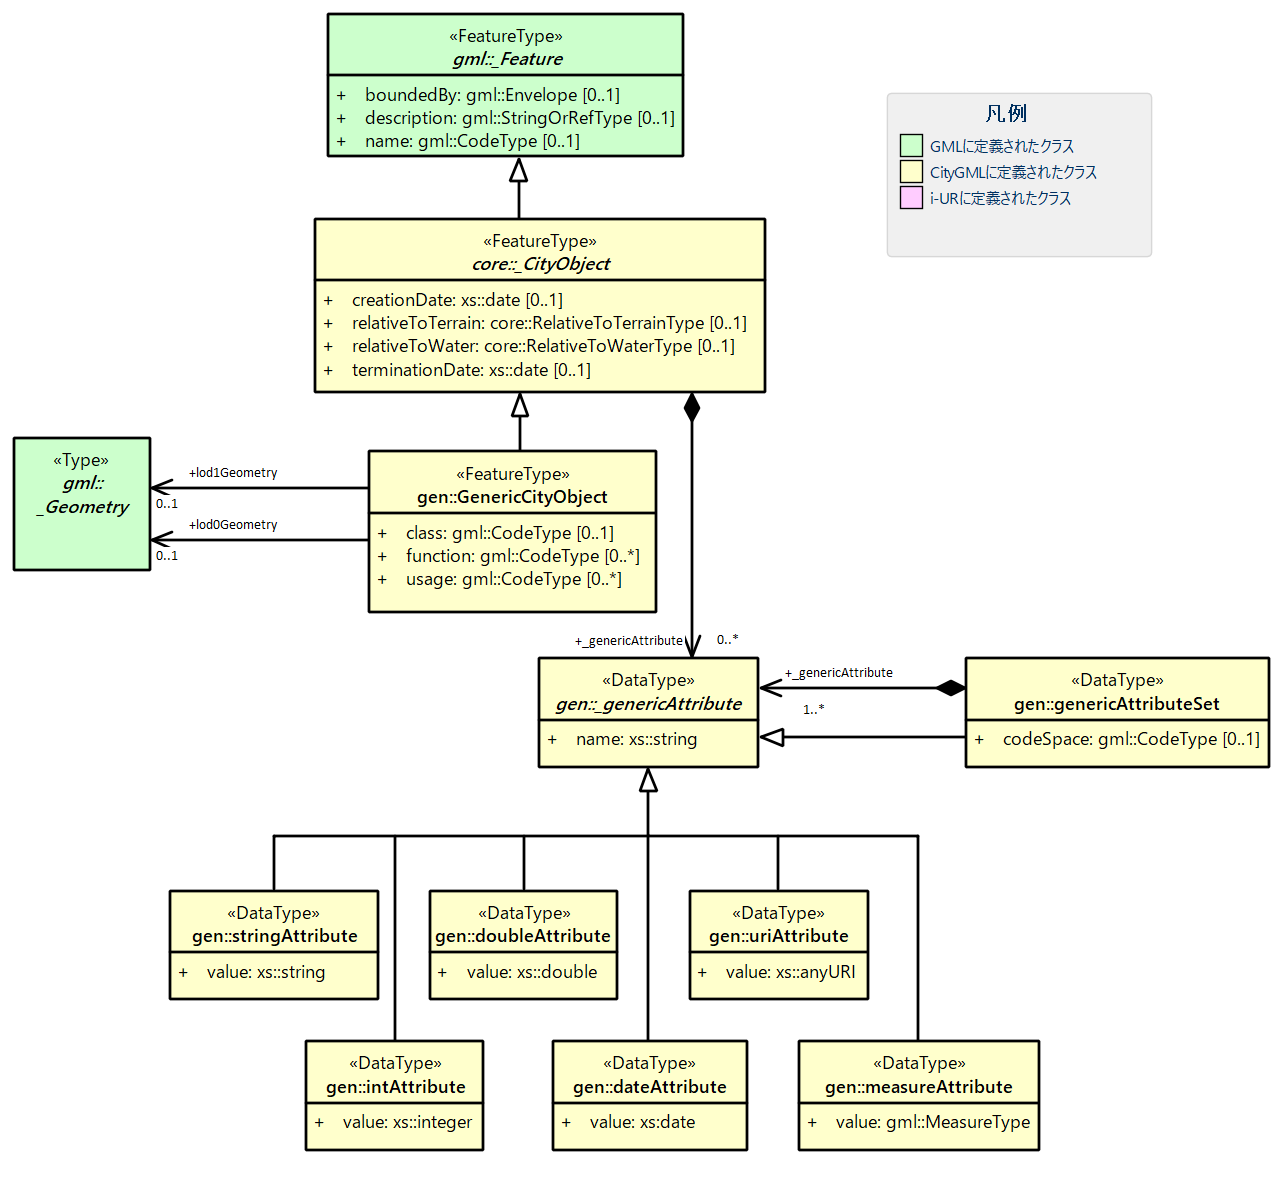 «FeatureType»
gml::_Feature
+ boundedBy: gml::Envelope [0..1]
+ description: gml::StringOrRefType [0..1]
+ name: gml::CodeType [0..1]
凡例
GMLに定義されたクラス
CityGMLに定義されたクラス
i-URに定義されたクラス
«FeatureType»
core::_CityObject
+ creationDate: xs::date [0..1]
+ relativeToTerrain: core::RelativeToTerrainType [0..1]
+ relativeToWater: core::RelativeToWaterType [0..1]
+ terminationDate: xs::date [0..1]
«Type»
gml::
_Geometry
+lod1Geometry
0..1
+lod0Geometry
0..1
«FeatureType»
gen::GenericCityObject
+ class: gml::CodeType [0..1]
+ function: gml::CodeType [0..*]
+ usage: gml::CodeType [0..*]
+_genericAttribute
0..*
«DataType»
gen::_genericAttribute
+ name: xs::string
+_genericAttribute
1..*
«DataType»
gen::genericAttributeSet
+ codeSpace: gml::CodeType [0..1]
«DataType»
gen::stringAttribute
+ value: xs::string
«DataType»
gen::doubleAttribute
+ value: xs::double
«DataType»
gen::uriAttribute
+ value: xs::anyURI
«DataType»
gen::intAttribute
+ value: xs::integer
«DataType»
gen::dateAttribute
+ value: xs:date
«DataType»
gen::measureAttribute
+ value: gml::MeasureType